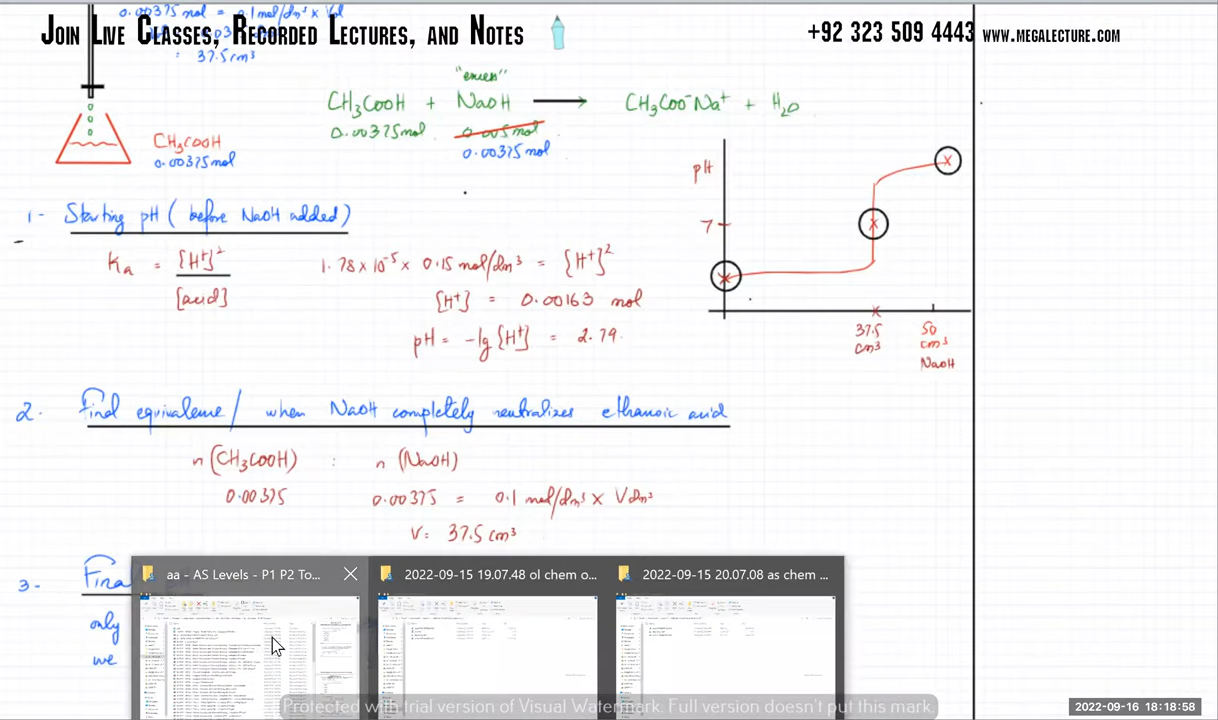 0.00375 mol = 0.1 mol/dm³ × Vol
JOIN LIVE CLASSES, RECORDED LECTURES, AND NOTES
+92 323 509 4443 www.megalecture.com
= 37.5 cm³
"excess"
CH₃COOH + NaOH → CH₃COO⁻Na⁺ + H₂O
0.00375 mol 0.005 mol
0.00375 mol
CH₃COOH
0.00375 mol
pH
7
37.5 cm³
50 cm³ NaOH
1- Starting pH (before NaOH added)
Ka = [H⁺]² / [acid]
1.78 × 10⁻⁵ × 0.15 mol/dm³ = [H⁺]²
[H⁺] = 0.00163 mol
pH = -lg [H⁺] = 2.79.
2. Final equivalence / when NaOH completely neutralizes ethanoic acid
n (CH₃COOH) : n (NaOH)
0.00375 0.00375 = 0.1 mol/dm³ × V dm³
V = 37.5 cm³
3- Fina
only
we
aa - AS Levels - P1 P2 To...
2022-09-15 19.07.48 ol chem o...
2022-09-15 20.07.08 as chem ...
Protected with trial version of Visual Watermark. Full version doesn't put this mark.
2022-09-16 18:18:58